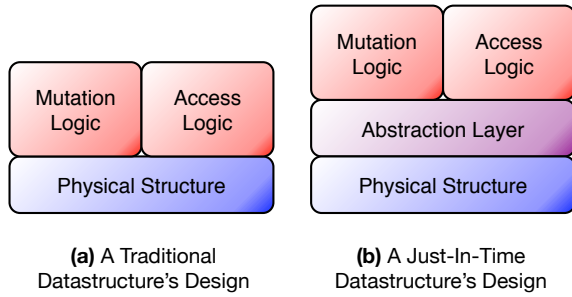 Mutation
Logic
Access
Logic
Physical Structure
(a) A Traditional
Datastructure's Design
Mutation
Logic
Access
Logic
Abstraction Layer
Physical Structure
(b) A Just-In-Time
Datastructure's Design